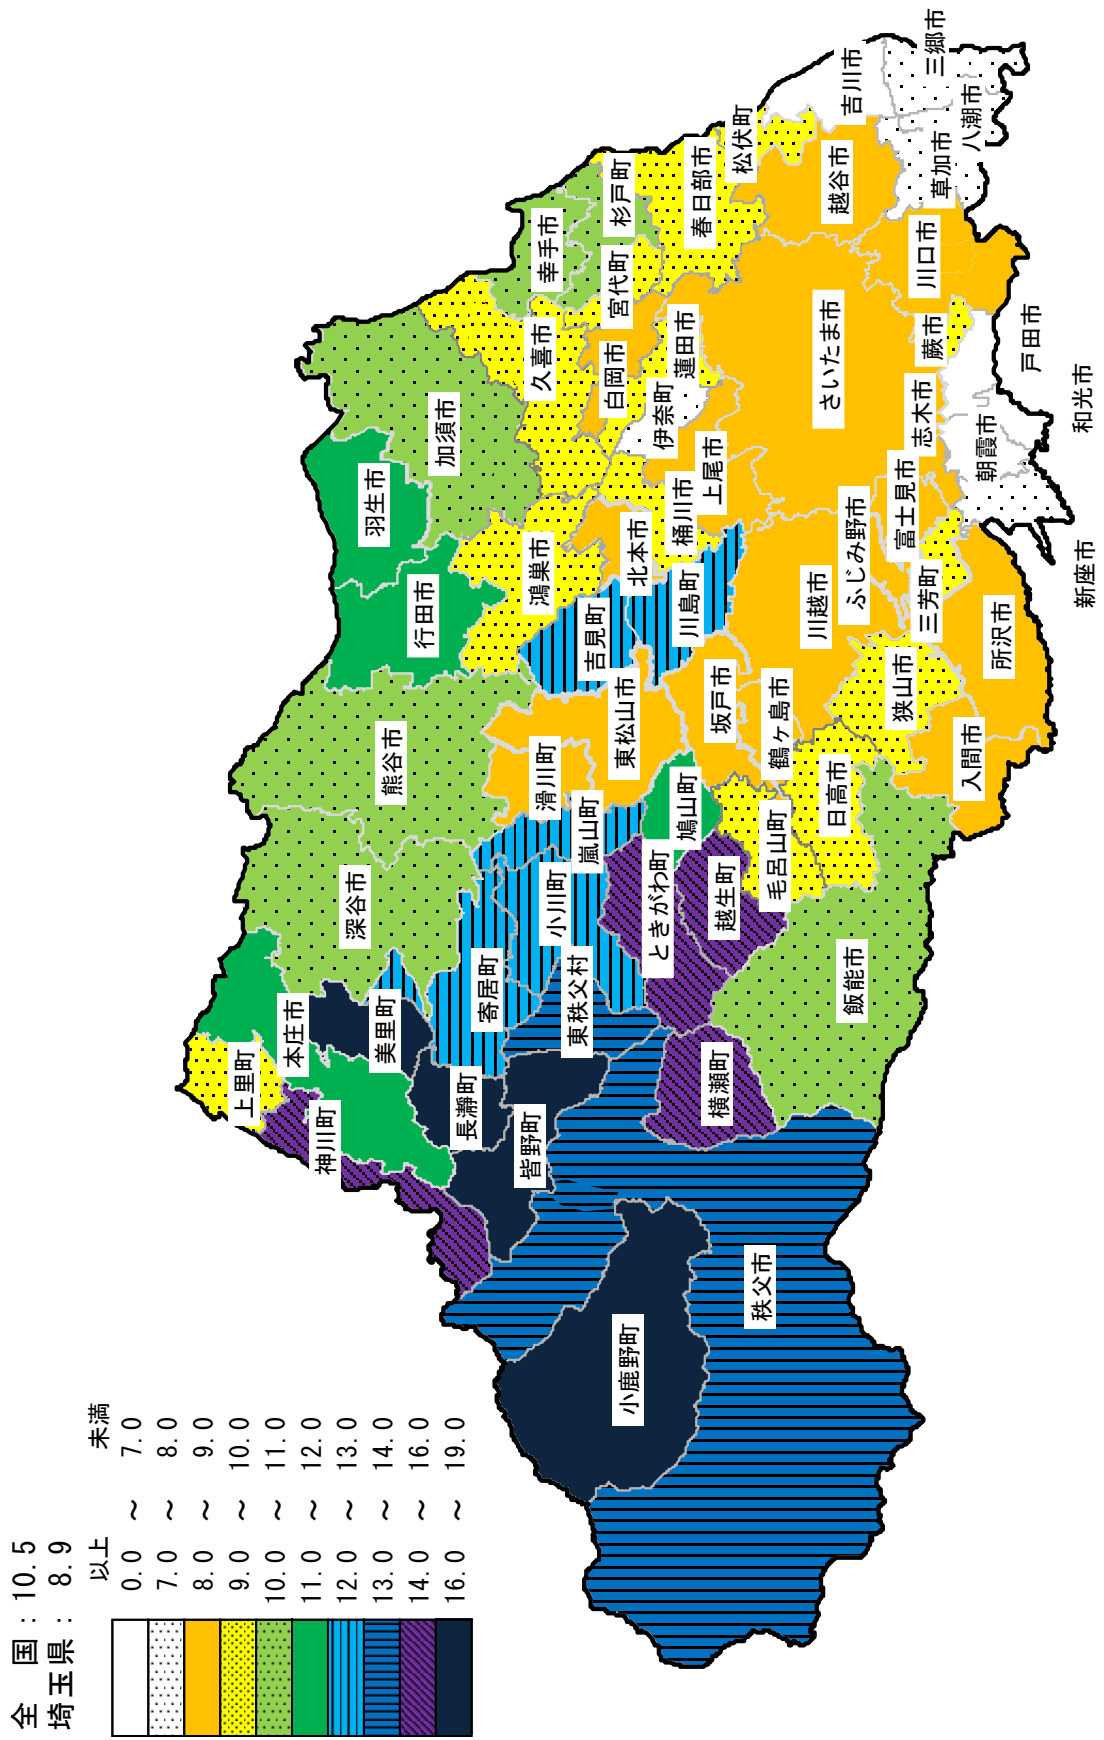 全　国：10.5
埼玉県： 8.9
以上　未満
0.0 ～ 7.0
7.0 ～ 8.0
8.0 ～ 9.0
9.0 ～ 10.0
10.0 ～ 11.0
11.0 ～ 12.0
12.0 ～ 13.0
13.0 ～ 14.0
14.0 ～ 16.0
16.0 ～ 19.0
小鹿野町
秩父市
神川町
上里町
本庄市
皆野町
長瀞町
横瀬町
美里町
東秩父村
寄居町
深谷市
小川町
ときがわ町
越生町
飯能市
嵐山町
鳩山町
毛呂山町
滑川町
熊谷市
日高市
東松山市
坂戸市
鶴ヶ島市
入間市
狭山市
吉見町
川島町
川越市
行田市
鴻巣市
北本市
桶川市
ふじみ野市
三芳町
所沢市
新座市
羽生市
加須市
上尾市
富士見市
志木市
朝霞市
和光市
久喜市
白岡市
伊奈町
蓮田市
さいたま市
蕨市
戸田市
幸手市
宮代町
杉戸町
春日部市
川口市
松伏町
越谷市
草加市
吉川市
八潮市
三郷市